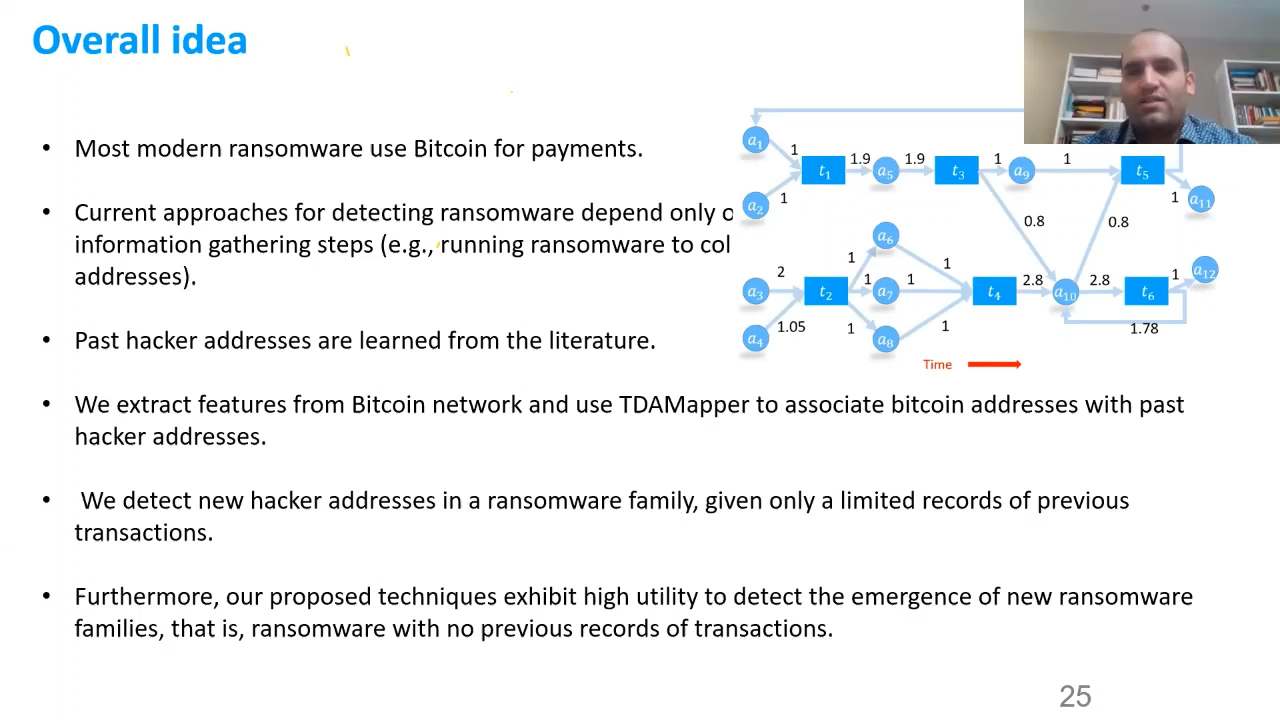 Overall idea
• Most modern ransomware use Bitcoin for payments.
• Current approaches for detecting ransomware depend only o
information gathering steps (e.g., running ransomware to col
addresses).
• Past hacker addresses are learned from the literature.
• We extract features from Bitcoin network and use TDAMapper to associate bitcoin addresses with past
hacker addresses.
• We detect new hacker addresses in a ransomware family, given only a limited records of previous
transactions.
• Furthermore, our proposed techniques exhibit high utility to detect the emergence of new ransomware
families, that is, ransomware with no previous records of transactions.
a1 1 t1 1.9 a5 1.9 t3 1 a9 1 t5
a2 1
0.8 0.8 1 a11
a6
1 1
a3 2 t2 1 a7 1 t4 2.8 a10 2.8 t6 1 a12
a4 1.05 1 a8 1 1.78
Time
25